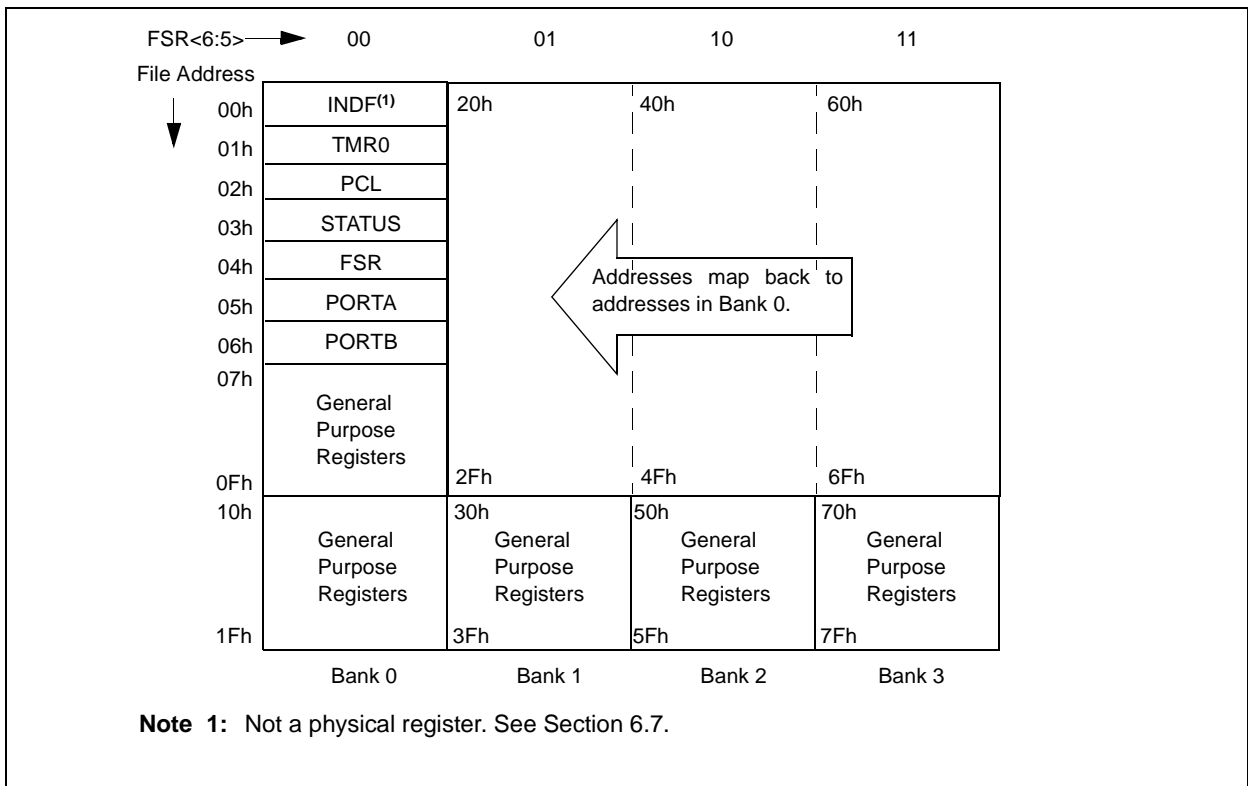 FSR<6:5> 00 01 10 11
File Address
00h INDF(1) 20h 40h 60h
01h TMR0
02h PCL
03h STATUS
04h FSR
Addresses map back to
05h PORTA
addresses in Bank 0.
06h PORTB
07h
General
Purpose
Registers
0Fh 2Fh 4Fh 6Fh
10h 30h 50h 70h
General General General General
Purpose Purpose Purpose Purpose
Registers Registers Registers Registers
1Fh 3Fh 5Fh 7Fh
Bank 0 Bank 1 Bank 2 Bank 3
Note 1: Not a physical register. See Section 6.7.